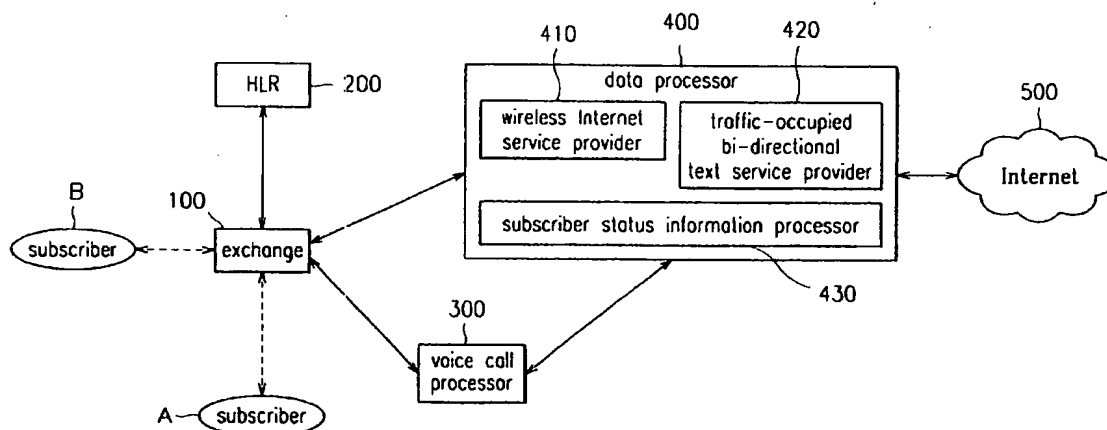 410
400
420
HLR
200
data processor
wireless Internet
service provider
traffic-occupied
bi-directional
text service provider
500
Internet
B
100
subscriber
exchange
subscriber status information processor
430
300
voice call
processor
A
subscriber